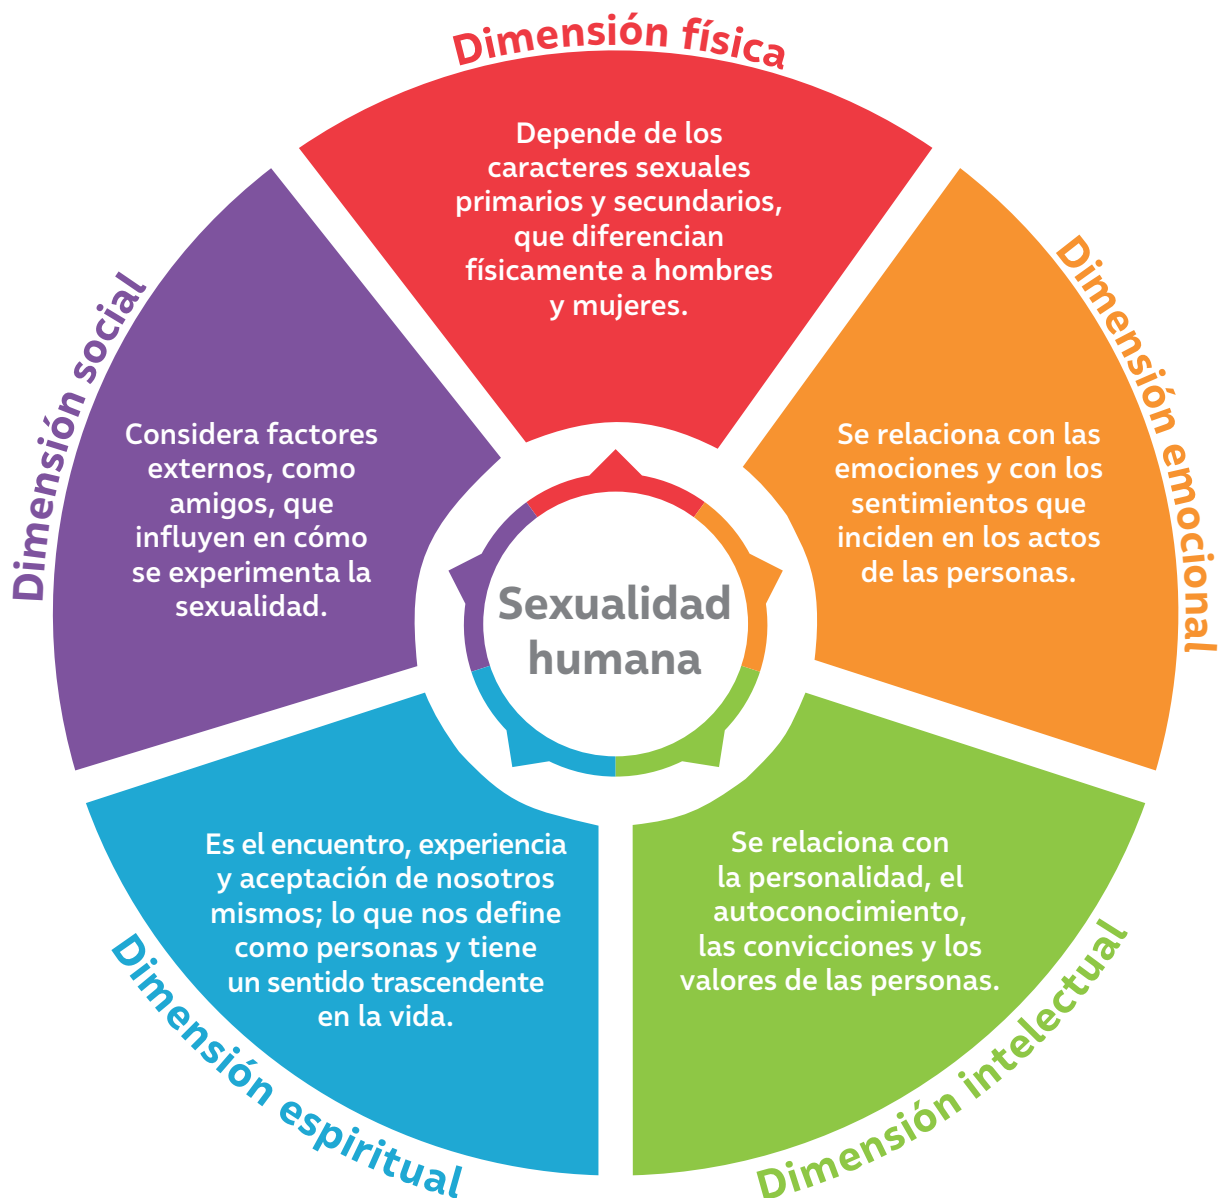 Dimensión física
Depende de los
caracteres sexuales
primarios y secundarios,
que diferencian
físicamente a hombres
y mujeres.
Dimensión emocional
Se relaciona con las
emociones y con los
sentimientos que
inciden en los actos
de las personas.
Dimensión intelectual
Se relaciona con
la personalidad, el
autoconocimiento,
las convicciones y los
valores de las personas.
Dimensión espiritual
Es el encuentro, experiencia
y aceptación de nosotros
mismos; lo que nos define
como personas y tiene
un sentido trascendente
en la vida.
Dimensión social
Considera factores
externos, como
amigos, que
influyen en cómo
se experimenta la
sexualidad.
Sexualidad
humana